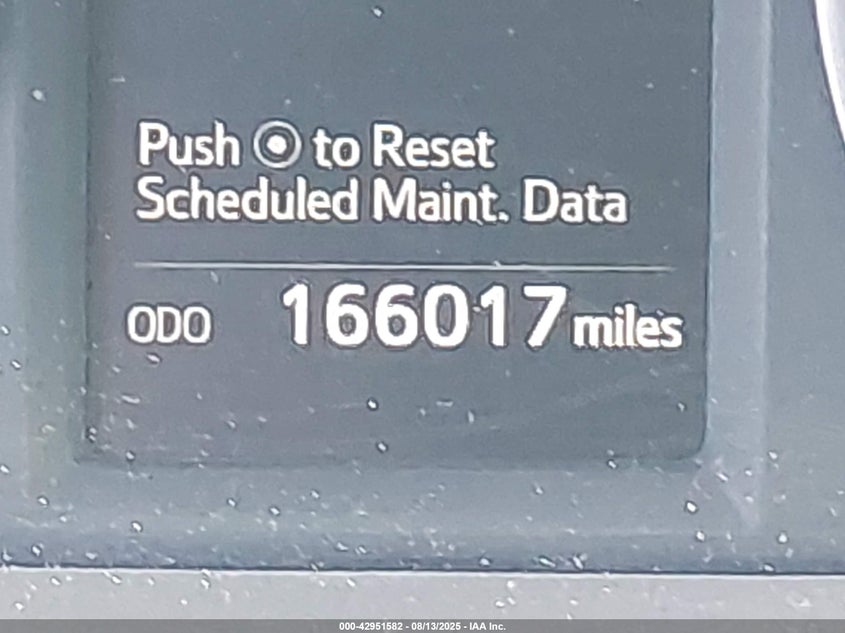 Push ⦿ to Reset
Scheduled Maint. Data
ODO 166017 miles
000-42951582 - 08/13/2025 - IAA Inc.